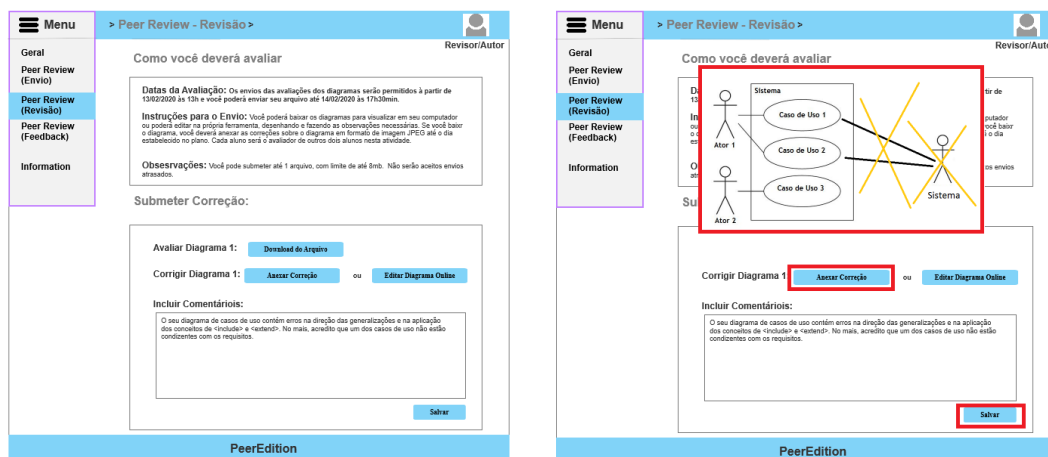 Menu
> Peer Review - Revisão >
Revisor/Autor
Geral
Peer Review
(Envio)
Peer Review
(Revisão)
Peer Review
(Feedback)
Information
Como você deverá avaliar
Datas da Avaliação: Os envios das avaliações dos diagramas serão permitidos à partir de
13/02/2020 às 13h e você poderá enviar seu arquivo até 14/02/2020 às 17h30min.
Instruções para o Envio: Você poderá baixar os diagramas para visualizar em seu computador
ou poderá editar na própria ferramenta, desenhando e fazendo as observações necessárias. Se você baixr
o diagrama, você deverá anexar as correções sobre o diagrama em formato de imagem JPEG até o dia
estabelecido no plano. Cada aluno será o avaliador de outros dois alunos nesta atividade.
Observações: Você pode submeter até 1 arquivo, com limite de até 8mb. Não serão aceitos envios
atrasados.
Submeter Correção:
Avaliar Diagrama 1: Download do Arquivo
Corrigir Diagrama 1: Anexar Correção ou Editar Diagrama Online
Incluir Comentáriois:
O seu diagrama de casos de uso contém erros na direção das generalizações e na aplicação
dos conceitos de <include> e <extend>. No mais, acredito que um dos casos de uso não estão
condizentes com os requisitos.
Salvar
PeerEdition
Menu
> Peer Review - Revisão >
Revisor/Auto
Geral
Peer Review
(Envio)
Peer Review
(Revisão)
Peer Review
(Feedback)
Information
Como você deverá avaliar
tir de
putador
você baixr
o dia
os envios
Su
Sistema
Caso de Uso 1
Caso de Uso 2
Caso de Uso 3
Ator 1
Ator 2
Sistema
Corrigir Diagrama 1 Anexar Correção ou Editar Diagrama Online
Incluir Comentáriois:
O seu diagrama de casos de uso contém erros na direção das generalizações e na aplicação
dos conceitos de <include> e <extend>. No mais, acredito que um dos casos de uso não estão
condizentes com os requisitos.
Salvar
PeerEdition